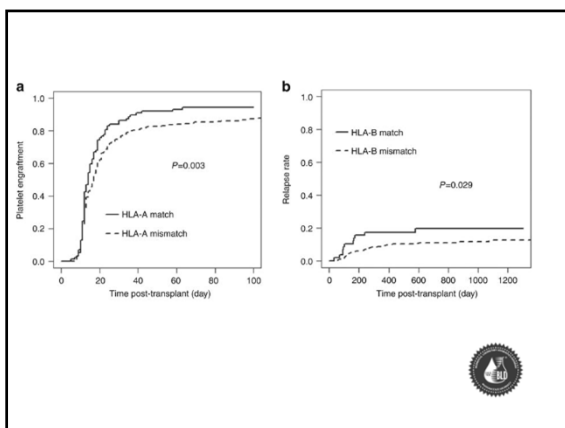 a
1.0
0.8
0.6
0.4
0.2
0.0
Platelet engraftment
P=0.003
HLA-A match
HLA-A mismatch
0 20 40 60 80 100
Time post-transplant (day)
b
1.0
0.8
0.6
0.4
0.2
0.0
Relapse rate
HLA-B match
HLA-B mismatch
P=0.029
0 200 400 600 800 1000 1200
Time post-transplant (day)
BLD